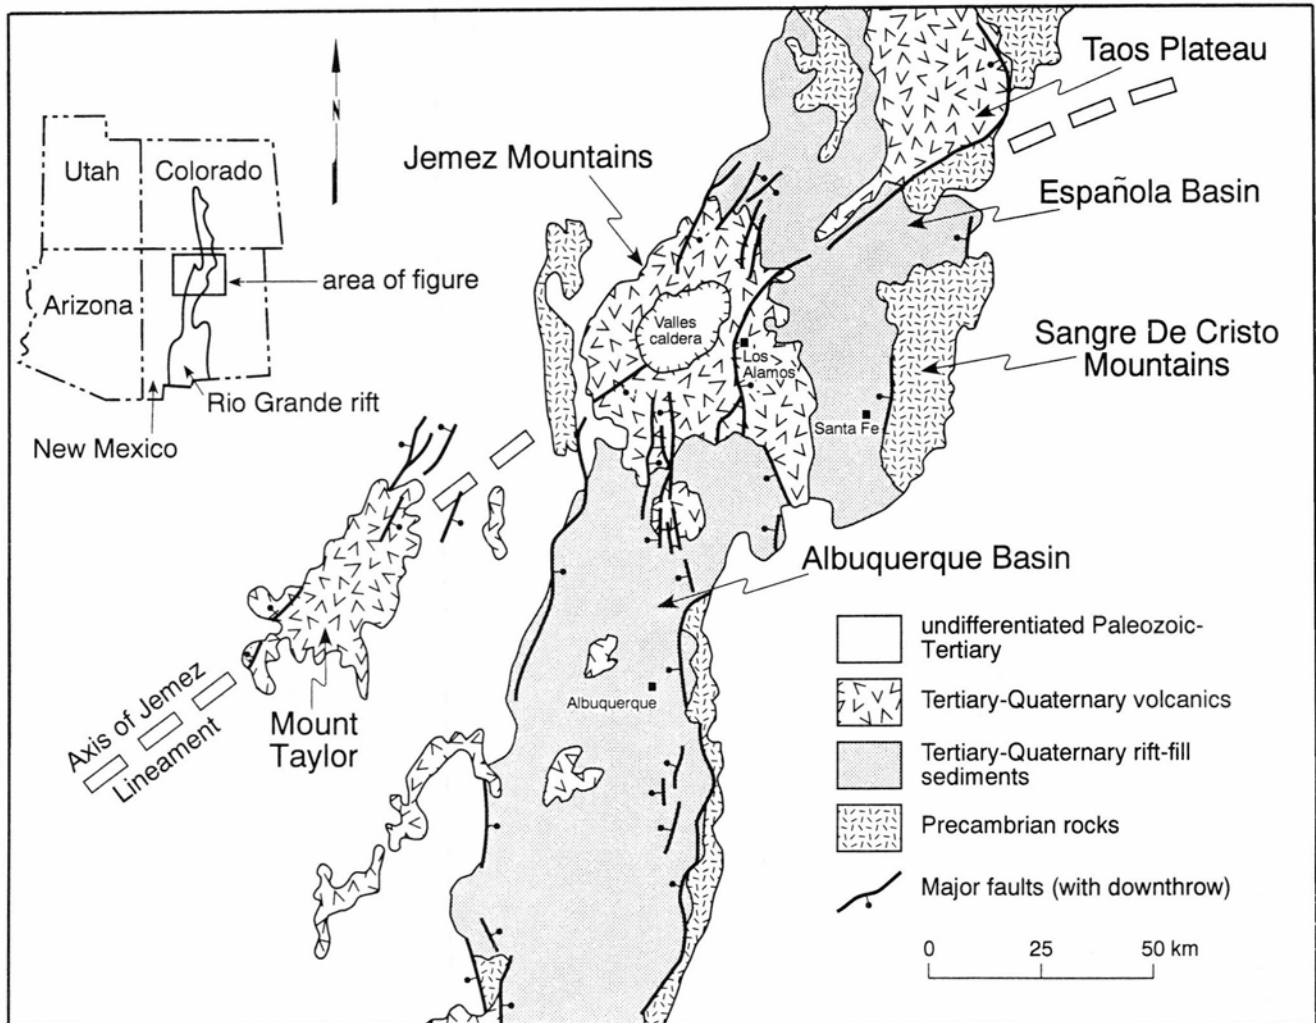 Taos Plateau
N
Jemez Mountains
Utah
Colorado
Española Basin
area of figure
Arizona
Valles
caldera
Los
Alamos
Sangre De Cristo
Mountains
Rio Grande rift
Santa Fe
New Mexico
Albuquerque Basin
undifferentiated Paleozoic-
Tertiary
Tertiary-Quaternary volcanics
Albuquerque
Axis of Jemez
Lineament
Mount
Taylor
Tertiary-Quaternary rift-fill
sediments
Precambrian rocks
Major faults (with downthrow)
0 25 50 km